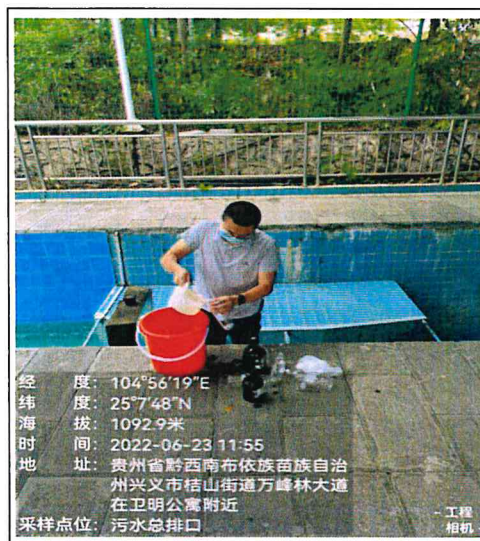 经　　度：104°56'19"E
纬　　度：25°7'48"N
海　　拔：1092.9米
时　　间：2022-06-23 11:55
地　　址：贵州省黔西南布依族苗族自治
州兴义市桔山街道万峰林大道
在卫明公寓附近
采样点位：污水总排口
- 工程
相机 -